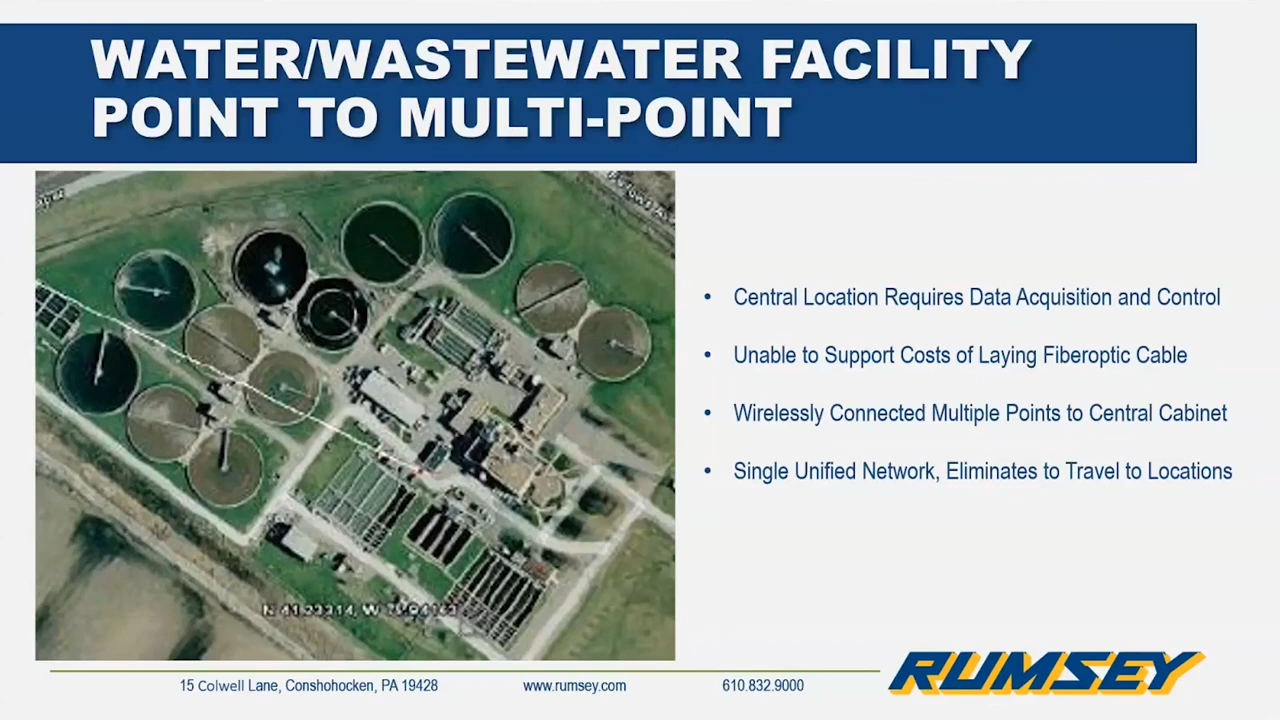 WATER/WASTEWATER FACILITY
POINT TO MULTI-POINT
• Central Location Requires Data Acquisition and Control
• Unable to Support Costs of Laying Fiberoptic Cable
• Wirelessly Connected Multiple Points to Central Cabinet
• Single Unified Network, Eliminates to Travel to Locations
15 Colwell Lane, Conshohocken, PA 19428
www.rumsey.com
610.832.9000
RUMSEY